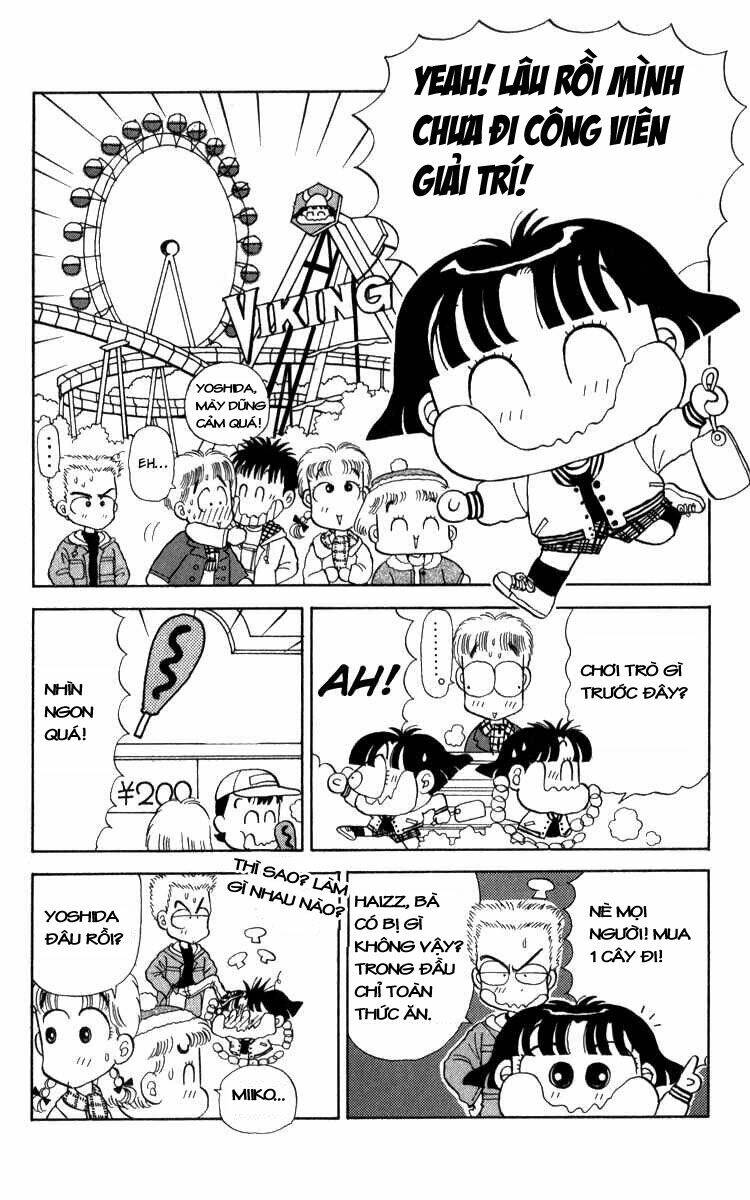 YEAH! LÂU RỒI MÌNH
CHƯA ĐI CÔNG VIÊN
GIẢI TRÍ!
VIKING
YOSHIDA,
MÀY DŨNG
CẢM QUÁ!
EH...
......
CHƠI TRÒ GÌ
TRƯỚC ĐÂY?
......
AH!
NHÌN
NGON
QUÁ!
¥200
NÈ MỌI
NGƯỜI! MUA
1 CÂY ĐI!
HAIZZ, BÀ
CÓ BỊ GÌ
KHÔNG VẬY?
TRONG ĐẦU
CHỈ TOÀN
THỨC ĂN.
THÌ SAO? LÀM
GÌ NHAU NÀO?
YOSHIDA
ĐÂU RỒI?
MIIKO...